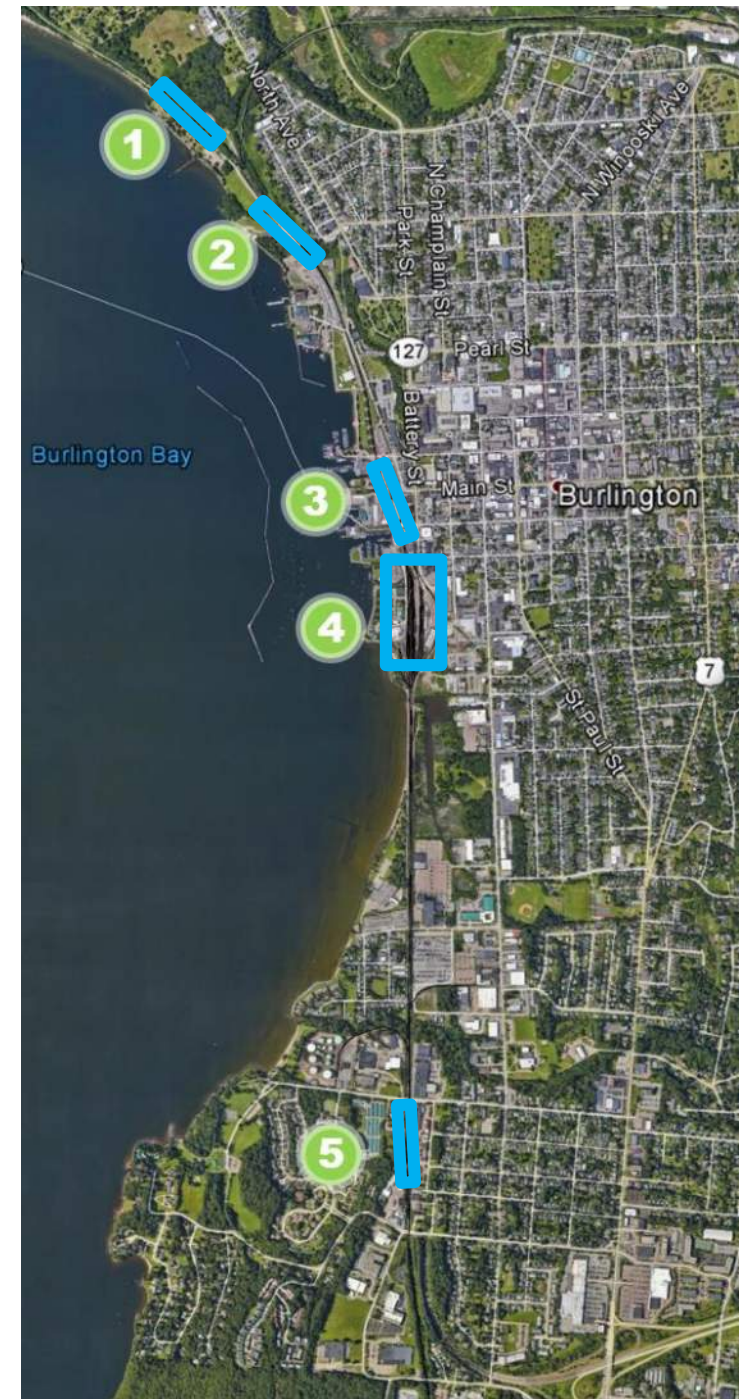 North Ave
N Winooski Ave
1
N Champlain St
Park St
2
127
Pearl St
Battery St
Burlington Bay
3
Main St
Burlington
4
7
St Paul St
5